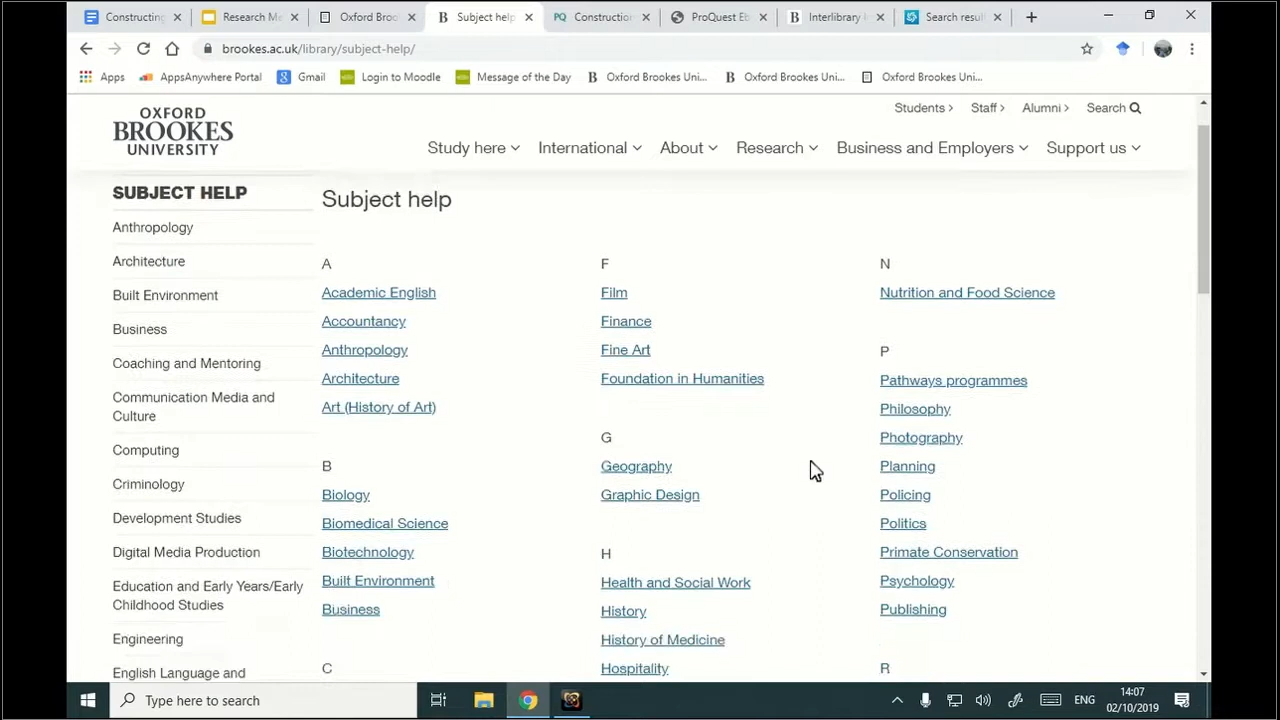 Constructing
Research Me
Oxford Broo
Subject help
Construction
ProQuest Eb
Interlibrary
Search resul
brookes.ac.uk/library/subject-help/
Apps
AppsAnywhere Portal
Gmail
Login to Moodle
Message of the Day
Oxford Brookes Uni...
Oxford Brookes Uni...
Oxford Brookes Uni...
OXFORD
BROOKES
UNIVERSITY
Students
Staff
Alumni
Search
Study here
International
About
Research
Business and Employers
Support us
SUBJECT HELP
Anthropology
Architecture
Built Environment
Business
Coaching and Mentoring
Communication Media and
Culture
Computing
Criminology
Development Studies
Digital Media Production
Education and Early Years/Early
Childhood Studies
Engineering
English Language and
Subject help
A
Academic English
Accountancy
Anthropology
Architecture
Art (History of Art)
B
Biology
Biomedical Science
Biotechnology
Built Environment
Business
C
F
Film
Finance
Fine Art
Foundation in Humanities
G
Geography
Graphic Design
H
Health and Social Work
History
History of Medicine
Hospitality
N
Nutrition and Food Science
P
Pathways programmes
Philosophy
Photography
Planning
Policing
Politics
Primate Conservation
Psychology
Publishing
R
Type here to search
ENG
14:07
02/10/2019